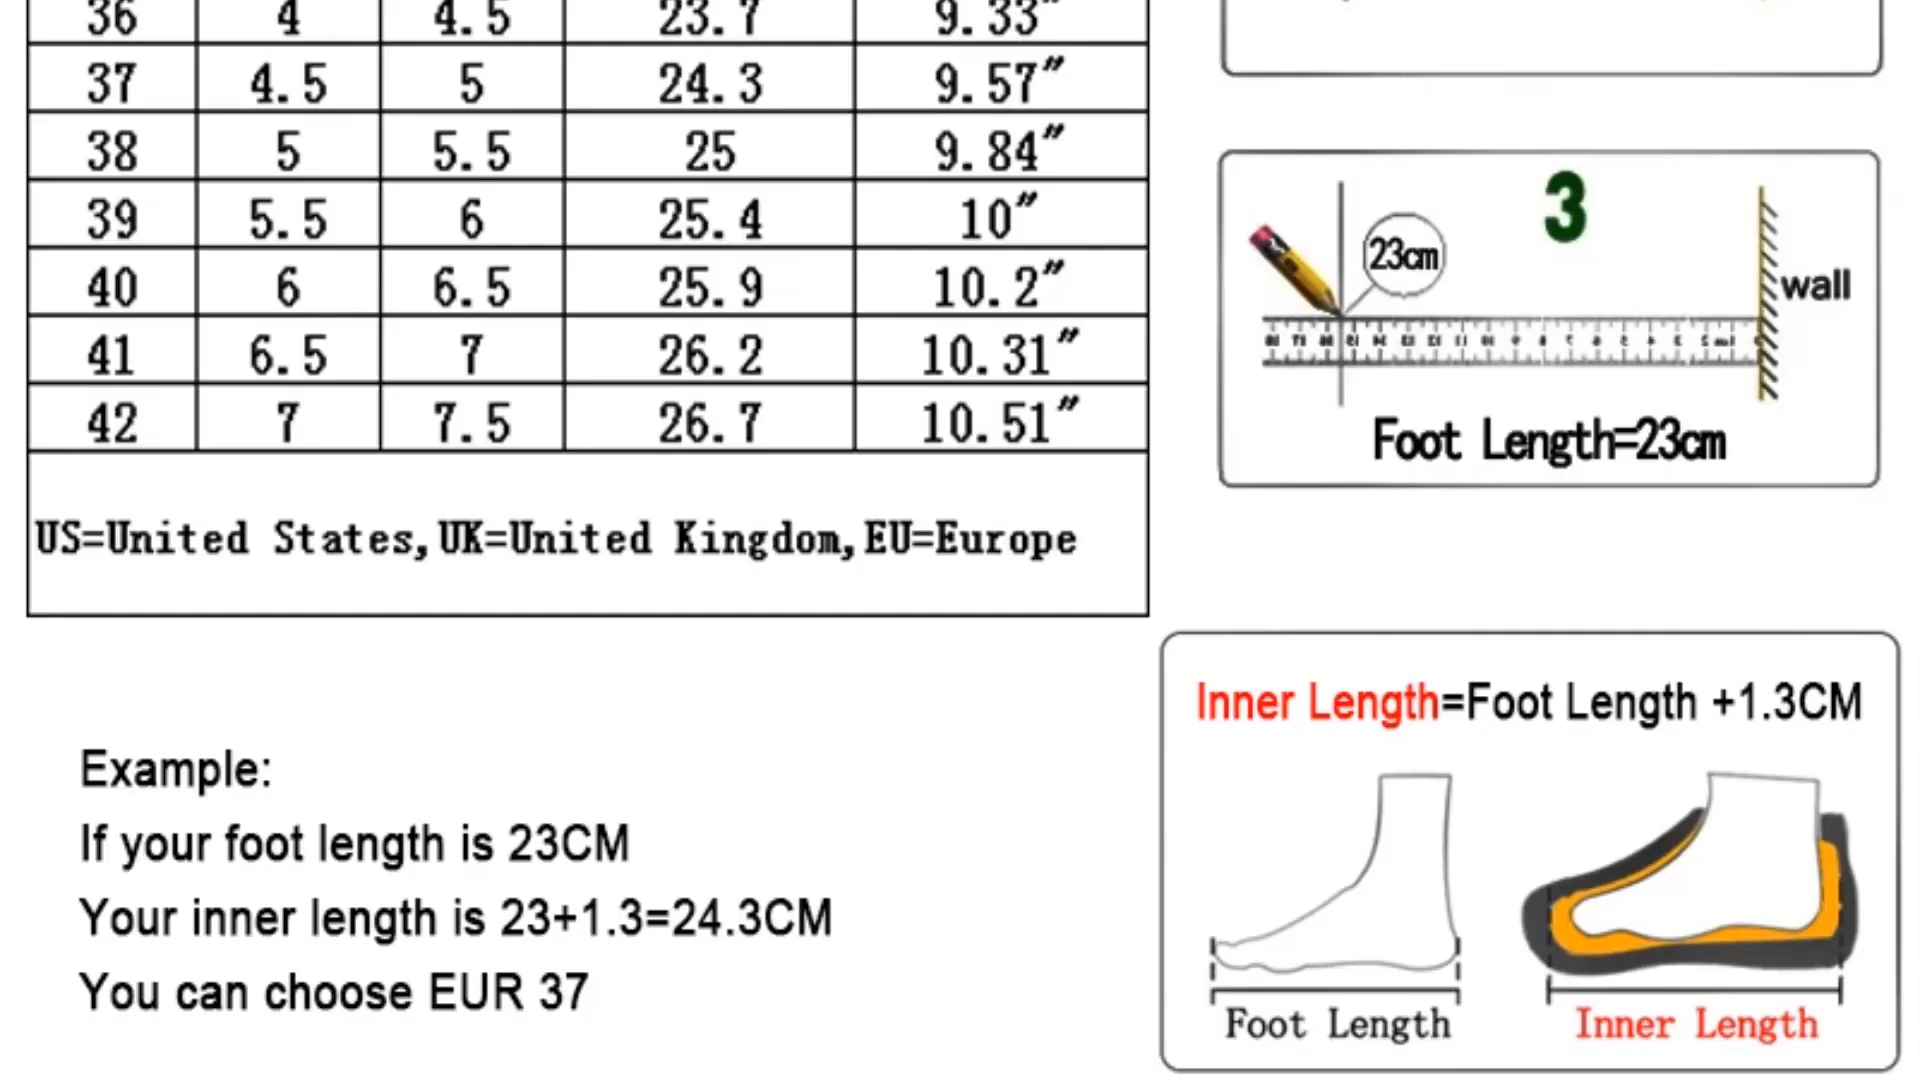 36 4 4.5 23.7 9.33"
37 4.5 5 24.3 9.57"
38 5 5.5 25 9.84"
39 5.5 6 25.4 10"
40 6 6.5 25.9 10.2"
41 6.5 7 26.2 10.31"
42 7 7.5 26.7 10.51"
US=United States,UK=United Kingdom,EU=Europe
3
23cm
wall
Foot Length=23cm
Example:
If your foot length is 23CM
Your inner length is 23+1.3=24.3CM
You can choose EUR 37
Inner Length=Foot Length +1.3CM
Foot Length
Inner Length